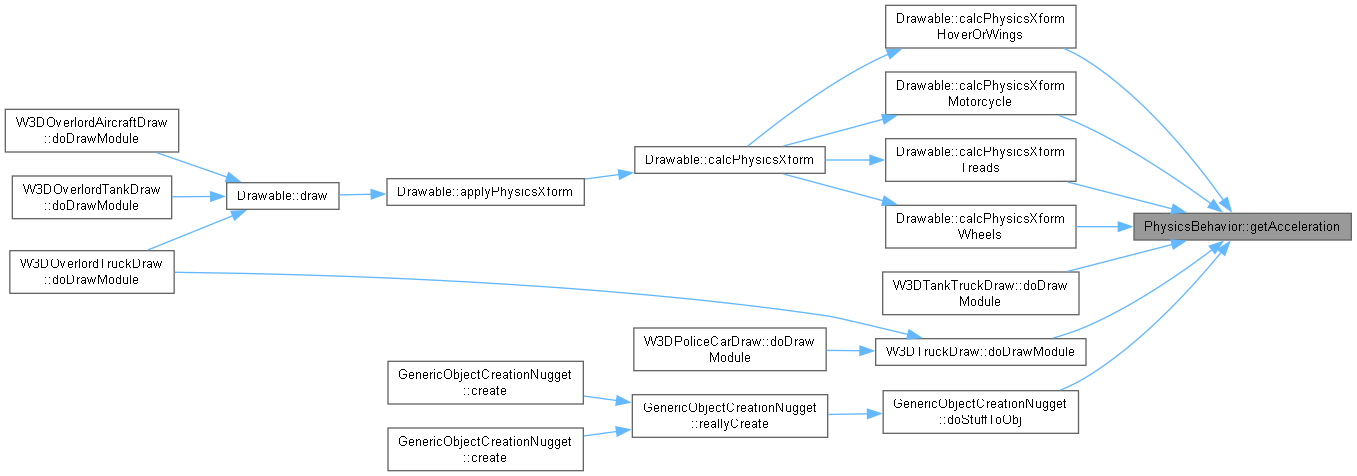 Drawable::calcPhysicsXform
HoverOrWings
Drawable::calcPhysicsXform
Motorcycle
W3DOverlordAircraftDraw
::doDrawModule
Drawable::calcPhysicsXform
Drawable::calcPhysicsXform
Treads
W3DOverlordTankDraw
::doDrawModule
Drawable::draw
Drawable::applyPhysicsXform
Drawable::calcPhysicsXform
Wheels
PhysicsBehavior::getAcceleration
W3DOverlordTruckDraw
::doDrawModule
W3DTankTruckDraw::doDraw
Module
W3DPoliceCarDraw::doDraw
Module
W3DTruckDraw::doDrawModule
GenericObjectCreationNugget
::create
GenericObjectCreationNugget
::reallyCreate
GenericObjectCreationNugget
::doStuffToObj
GenericObjectCreationNugget
::create